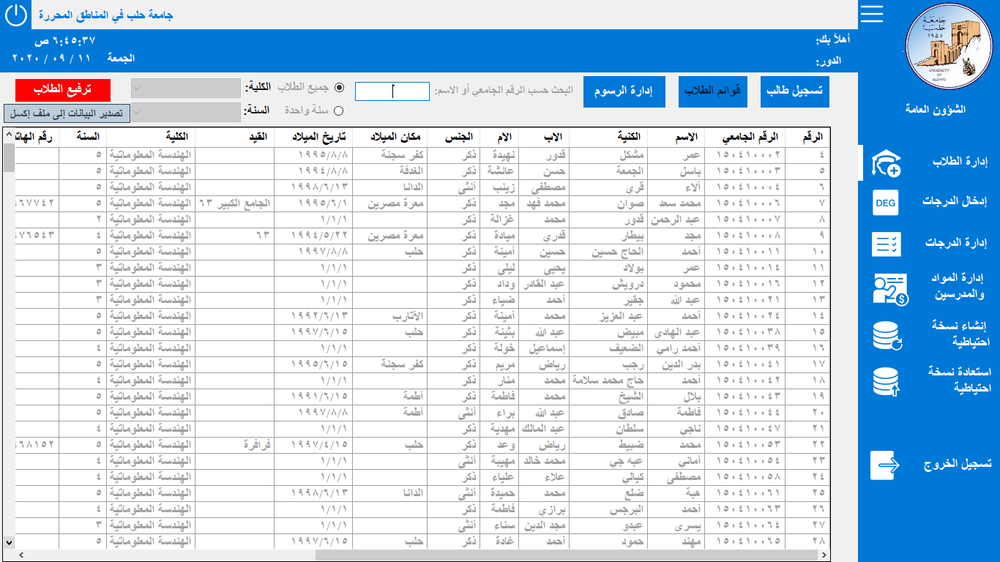 جامعة حلب في المناطق المحررة
أهلاً بك:
٦:٤٥:٣٧ ص
الدور:
الجمعة ١١ / ٠٩ / ٢٠٢٠
جامعة حلب
١٩٥٨
UNIVERSITY OF ALEPPO
الشؤون العامة
إدارة الطلاب
DEG
إدخال الدرجات
إدارة الدرجات
إدارة المواد
والمدرسين
إنشاء نسخة
احتياطية
استعادة نسخة
احتياطية
تسجيل الخروج
تسجيل طالب
قوائم الطلاب
إدارة الرسوم
البحث حسب الرقم الجامعي أو الاسم:
جميع الطلاب
الكلية:
ترفيع الطلاب
سنة واحدة
السنة:
تصدير البيانات إلى ملف إكسل
الرقم الرقم الجامعي الاسم الكنية الاب الام الجنس مكان الميلاد تاريخ الميلاد القيد الكلية السنة رقم الهات
٤ ١٥٠٤١٠٠٠٢ عمر مشكل قدور نهيدة ذكر كفر سجنة ١٩٩٥/٨/٨ الهندسة المعلوماتية ٥
٥ ١٥٠٤١٠٠٠٣ باسل الجمعة حسن عائشة ذكر الغدفة ١٩٩٤/٨/٨ الهندسة المعلوماتية ٥
٦ ١٥٠٤١٠٠٠٤ آلاء قري مصطفى زينب أنثى الدانا ١٩٩٨/٦/١٣ الهندسة المعلوماتية ٥
٧ ١٥٠٤١٠٠٠٦ محمد سعد صوان محمد فهد مجد ذكر معرة مصرين ١٩٩٥/٦/١ الجامع الكبير ٦٣ الهندسة المعلوماتية ٥ ٦٧٧٤٢
٨ ١٥٠٤١٠٠٠٧ عبد الرحمن قدور محمد غزالة ذكر ١/١/١ الهندسة المعلوماتية ٢
٩ ١٥٠٤١٠٠٠٨ مجد بيطار قدري ميادة ذكر معرة مصرين ١٩٩٤/٥/٢٢ ٦٣ الهندسة المعلوماتية ٤ ٧٦٥٤٣
١٠ ١٥٠٤١٠٠١١ أحمد الحاج حسين حسين أمينة ذكر حلب ١٩٩٧/٨/٨ الهندسة المعلوماتية ٥
١١ ١٥٠٤١٠٠١٤ عمر بولاد يحيى ليلى ذكر ١/١/١ الهندسة المعلوماتية ٣
١٢ ١٥٠٤١٠٠١٦ محمود درويش عبد القادر وداد ذكر ١/١/١ الهندسة المعلوماتية ٣
١٣ ١٥٠٤١٠٠٢١ عبد الله جقير أحمد ضياء ذكر ١/١/١ الهندسة المعلوماتية ٣
١٤ ١٥٠٤١٠٠٢٤ أحمد عبد العزيز محمد أمينة ذكر الأتارب ١٩٩٢/٦/١٣ الهندسة المعلوماتية ٥
١٥ ١٥٠٤١٠٠٣٨ عبد الهادي مبيض عبد الله بثينة ذكر حلب ١٩٩٧/٦/١٥ الهندسة المعلوماتية ٥
١٦ ١٥٠٤١٠٠٣٩ أحمد رامي الضعيف إسماعيل خولة ذكر ١/١/١ الهندسة المعلوماتية ٤
١٧ ١٥٠٤١٠٠٤١ بدر الدين رجب رياض مريم ذكر كفر سجنة ١٩٩٥/٦/١٥ الهندسة المعلوماتية ٥
١٨ ١٥٠٤١٠٠٤٢ أحمد حاج محمد سلامة محمد منار ذكر ١/١/١ الهندسة المعلوماتية ٤
١٩ ١٥٠٤١٠٠٤٣ بلال الشيخ محمد فاطمة ذكر أطمة ١٩٩١/٦/١٥ الهندسة المعلوماتية ٥
٢٠ ١٥٠٤١٠٠٤٤ فاطمة صادق عبد الله براء أنثى أطمة ١٩٩٧/٨/٨ الهندسة المعلوماتية ٥
٢١ ١٥٠٤١٠٠٤٧ ناجي سلطان عبد المالك مهدية ذكر ١/١/١ الهندسة المعلوماتية ٤
٢٢ ١٥٠٤١٠٠٥٣ محمد ضبيط رياض وعد ذكر حلب ١٩٩٧/٤/١٥ فرافرة الهندسة المعلوماتية ٥ ٦٨١٥٢
٢٣ ١٥٠٤١٠٠٥٤ أماني عبه جي محمد خالد مهيبة أنثى ١/١/١ الهندسة المعلوماتية ٤
٢٤ ١٥٠٤١٠٠٥٨ مصطفى كيالي علاء علياء ذكر ١/١/١ الهندسة المعلوماتية ٤
٢٥ ١٥٠٤١٠٠٦١ هبة ضلع محمد حميدة أنثى الدانا ١٩٩٨/٦/١٣ الهندسة المعلوماتية ٥
٢٦ ١٥٠٤١٠٠٦٣ أحمد البرجس برازي فاطمة ذكر ١/١/١ الهندسة المعلوماتية ٤
٢٧ ١٥٠٤١٠٠٦٤ يسرى عبدو مجد الدين سناء أنثى ١/١/١ الهندسة المعلوماتية ٣
٢٨ ١٥٠٤١٠٠٦٥ مهند حمود أحمد غادة ذكر حلب ١٩٩٧/٦/١٥ الهندسة المعلوماتية ٥